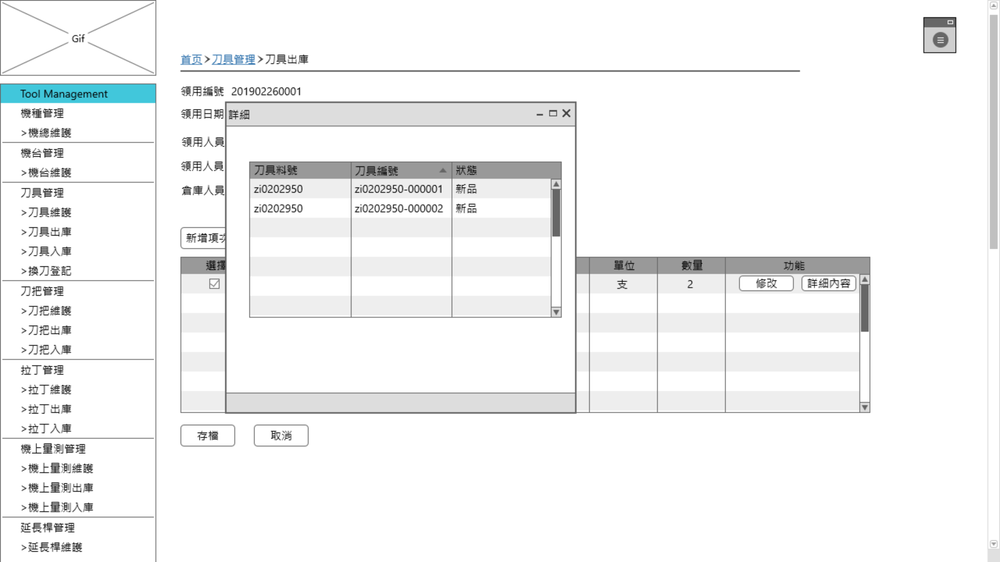 Gif
Tool Management
機種管理
>機總維護
機台管理
>機台維護
刀具管理
>刀具維護
>刀具出庫
>刀具入庫
>換刀登記
刀把管理
>刀把維護
>刀把出庫
>刀把入庫
拉丁管理
>拉丁維護
>拉丁出庫
>拉丁入庫
機上量測管理
>機上量測維護
>機上量測出庫
>機上量測入庫
延長桿管理
>延長桿維護
首页>刀具管理>刀具出庫
領用編號 201902260001
領用日期
領用人員
領用人員
倉庫人員
新增項次
詳細
刀具料號 刀具編號 狀態
zi0202950 zi0202950-000001 新品
zi0202950 zi0202950-000002 新品
選擇 單位 數量 功能
支 2 修改 詳細內容
存檔 取消